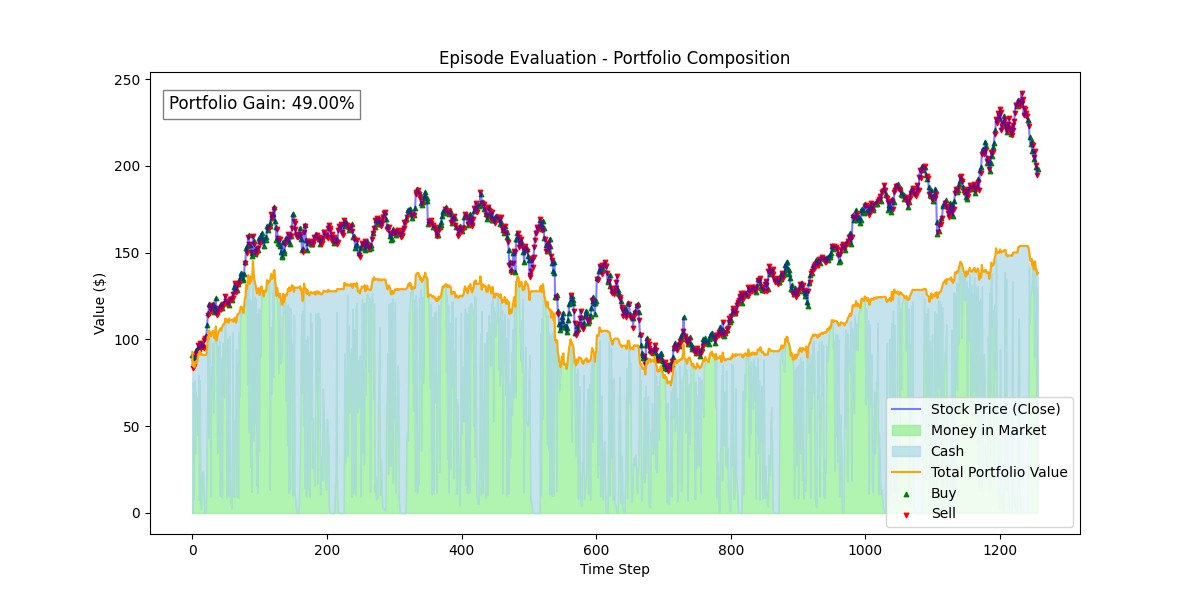 Episode Evaluation - Portfolio Composition
Portfolio Gain: 49.00%
250
200
150
100
50
0
Value ($)
0 200 400 600 800 1000 1200
Time Step
Stock Price (Close)
Money in Market
Cash
Total Portfolio Value
Buy
Sell